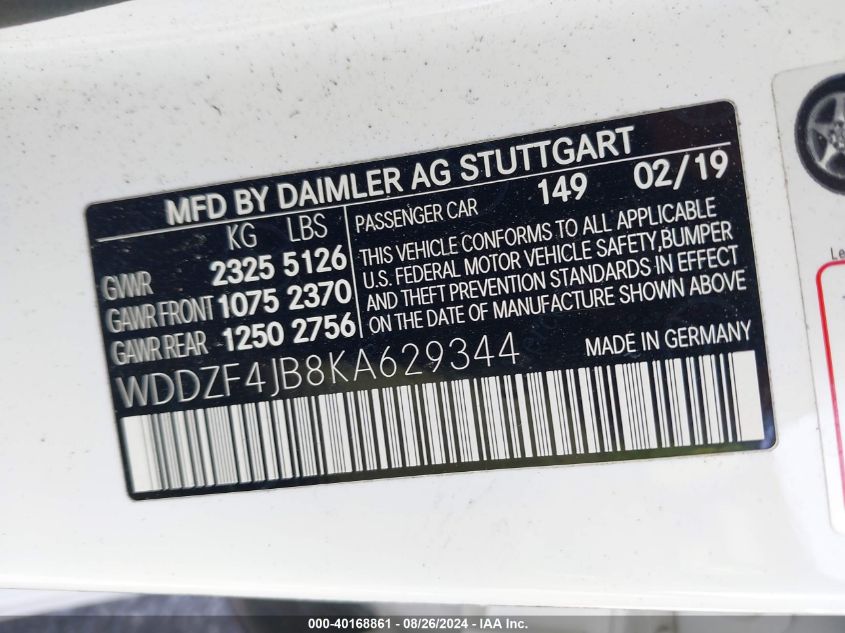 MFD BY DAIMLER AG STUTTGART
KG LBS
GVWR 2325 5126
GAWR FRONT 1075 2370
GAWR REAR 1250 2756
PASSENGER CAR 149 02/19
THIS VEHICLE CONFORMS TO ALL APPLICABLE
U.S. FEDERAL MOTOR VEHICLE SAFETY,BUMPER
AND THEFT PREVENTION STANDARDS IN EFFECT
ON THE DATE OF MANUFACTURE SHOWN ABOVE
WDDZF4JB8KA629344
MADE IN GERMANY
000-40168861 - 08/26/2024 - IAA Inc.